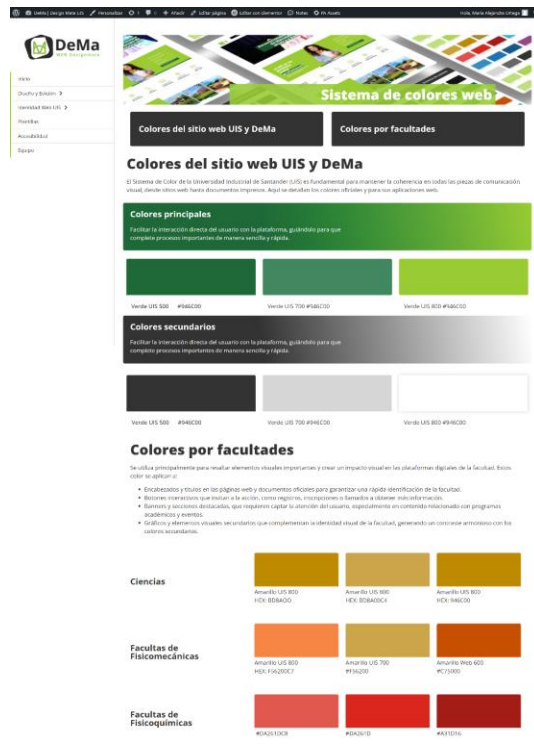 DeMa | Design Meta UIS Personalizar 1 1 Añadir Editar página Editar con Elementor Notes PA Assets Hola, María Alejandra Ortega
DeMa
Inicio
Diseño y Edición >
Identidad Web UIS >
Plantillas
Accesibilidad
Equipo
Sistema de colores web
Colores del sitio web UIS y DeMa
Colores por facultades
Colores del sitio web UIS y DeMa
El Sistema de Color de la Universidad Industrial de Santander (UIS) es fundamental para mantener la coherencia en todas las piezas de comunicación
visual, desde sitios web hasta documentos impresos. Aquí se detallan los colores oficiales y para sus aplicaciones web.
Colores principales
Facilitar la interacción directa del usuario con la plataforma, guiándolo para que
complete procesos importantes de manera sencilla y rápida.
Verde UIS 500 #946C00
Verde UIS 700 #946C00
Verde UIS 800 #946C00
Colores secundarios
Facilitar la interacción directa del usuario con la plataforma, guiándolo para que
complete procesos importantes de manera sencilla y rápida.
Verde UIS 500 #946C00
Verde UIS 700 #946C00
Verde UIS 800 #946C00
Colores por facultades
Se utiliza principalmente para resaltar elementos visuales importantes y crear un impacto visual en las plataformas digitales de la facultad. Estos
color se aplican a:
Encabezados y títulos en las páginas web y documentos oficiales para garantizar una rápida identificación de la facultad.
Botones interactivos que invitan a la acción, como registros, inscripciones o llamados a obtener más información.
Banners y secciones destacadas, que requieren captar la atención del usuario, especialmente en contenido relacionado con programas
académicos y eventos.
Gráficos y elementos visuales secundarios que complementan la identidad visual de la facultad, generando un contraste armonioso con los
colores secundarios.
Ciencias
Amarillo UIS 800
HEX: BD8A00
Amarillo UIS 800
HEX: BD8A00C4
Amarillo UIS 800
HEX: 946C00
Facultas de
Fisicomecánicas
Amarillo UIS 800
HEX: F56200C7
Amarillo UIS 700
#F56200
Amarillo Web 600
#C75000
Facultas de
Fisicoquímicas
#DA261DC8
#DA261D
#A31D16